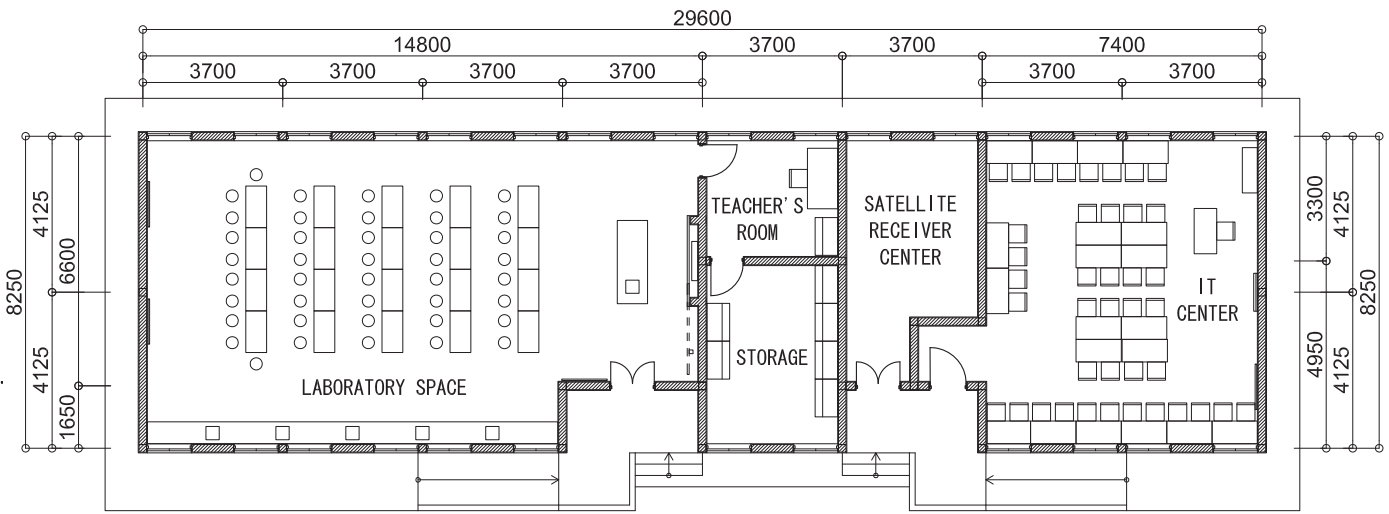 29600
14800 3700 3700 7400
3700 3700 3700 3700 3700 3700
8250
4125
4125
6600
1650
TEACHER'S
ROOM
SATELLITE
RECEIVER
CENTER
IT
CENTER
STORAGE
LABORATORY SPACE
3300
4950
4125
4125
8250